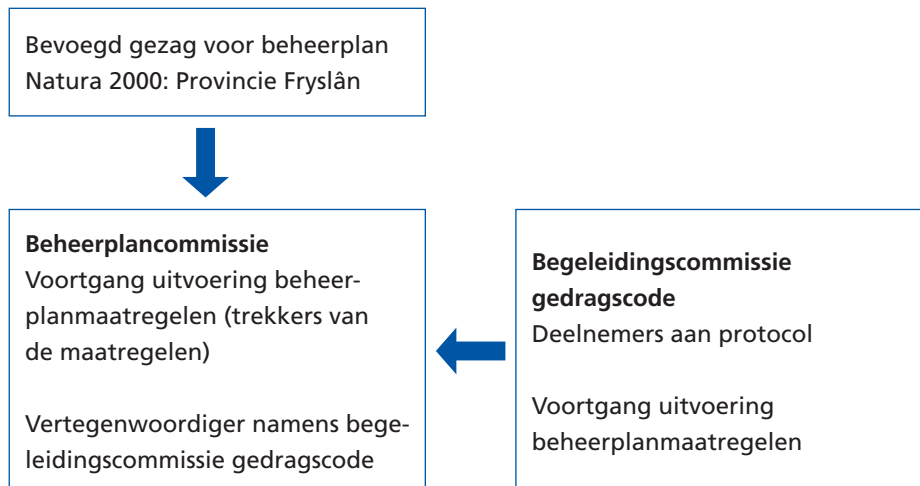 Bevoegd gezag voor beheerplan
Natura 2000: Provincie Fryslân
Beheerplancommissie
Voortgang uitvoering beheer-
planmaatregelen (trekkers van
de maatregelen)
Vertegenwoordiger namens bege-
leidingscommissie gedragscode
Begeleidingscommissie
gedragscode
Deelnemers aan protocol
Voortgang uitvoering
beheerplanmaatregelen